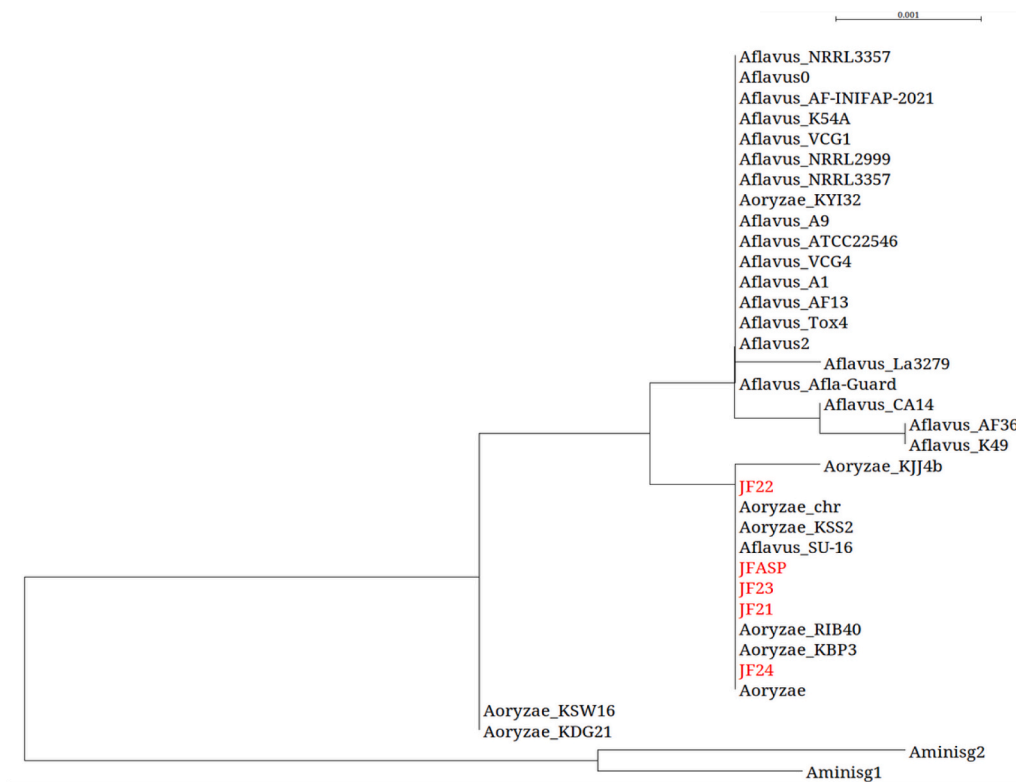 0.001
Aflavus_NRRL3357
Aflavus0
Aflavus_AF-INIFAP-2021
Aflavus_K54A
Aflavus_VCG1
Aflavus_NRRL2999
Aflavus_NRRL3357
Aoryzae_KYI32
Aflavus_A9
Aflavus_ATCC22546
Aflavus_VCG4
Aflavus_A1
Aflavus_AF13
Aflavus_Tox4
Aflavus2
Aflavus_La3279
Aflavus_Afla-Guard
Aflavus_CA14
Aflavus_AF36
Aflavus_K49
Aoryzae_KJJ4b
JF22
Aoryzae_chr
Aoryzae_KSS2
Aflavus_SU-16
JFASP
JF23
JF21
Aoryzae_RIB40
Aoryzae_KBP3
JF24
Aoryzae
Aoryzae_KSW16
Aoryzae_KDG21
Aminisg2
Aminisg1